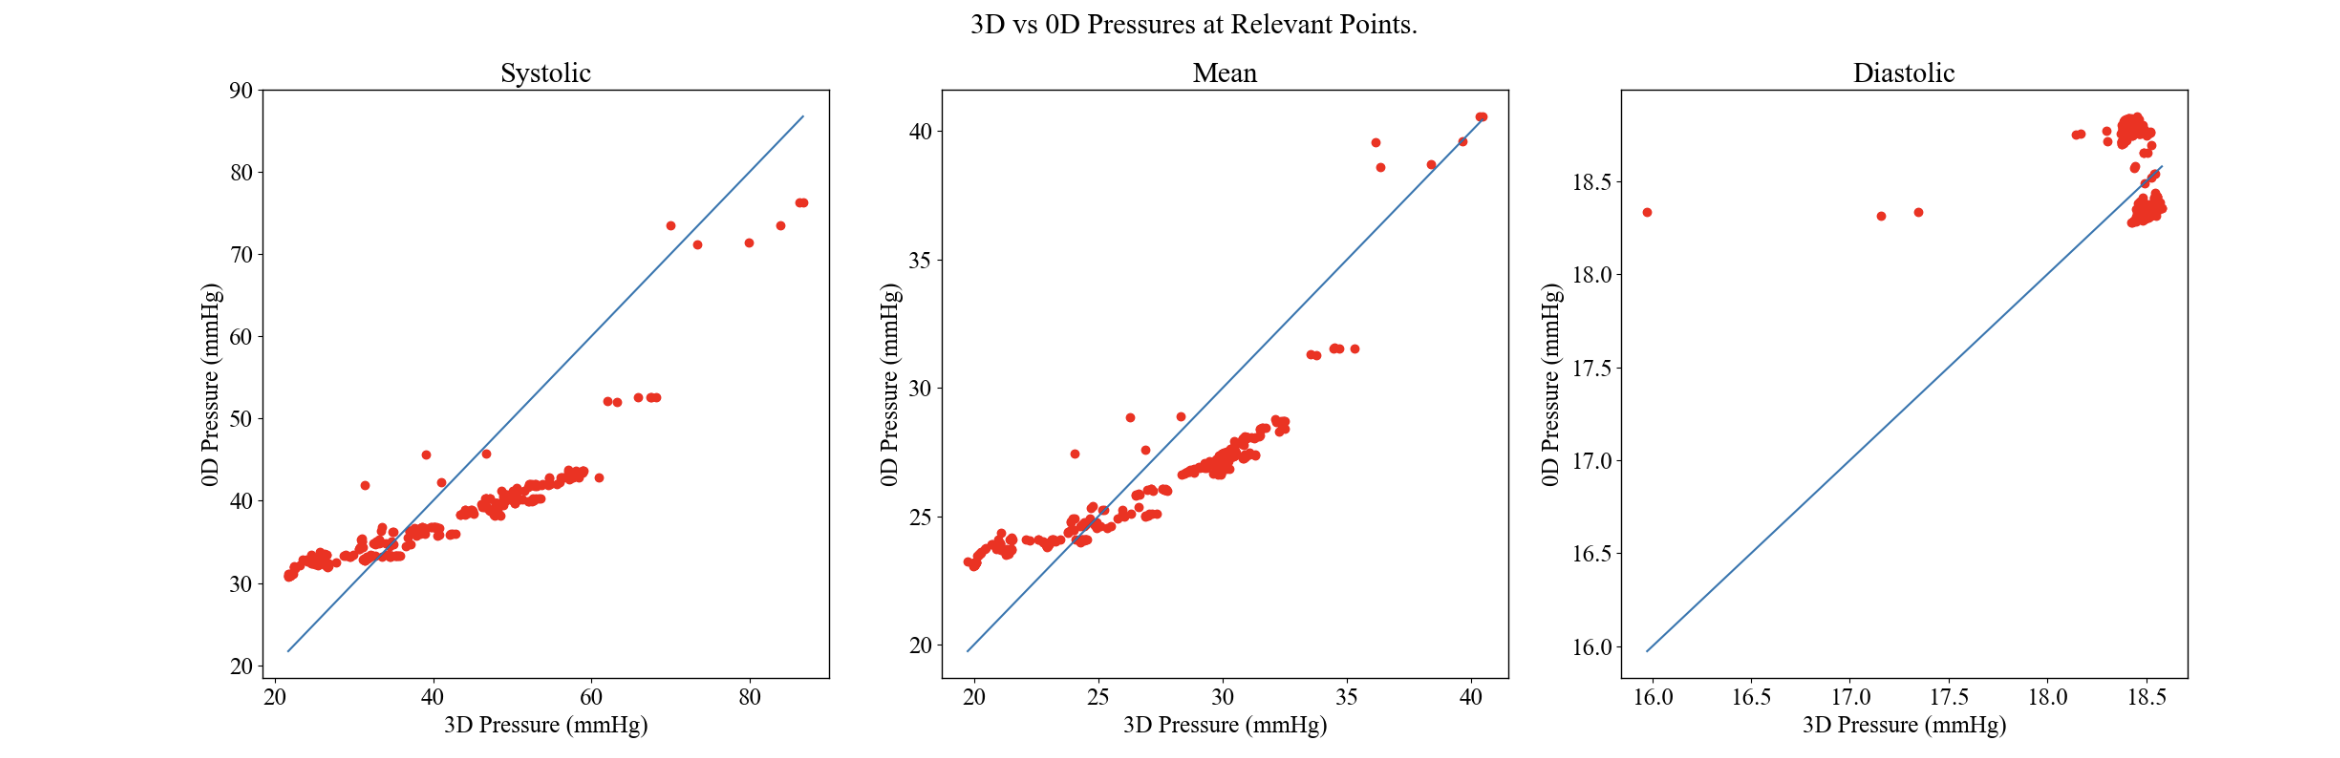 3D vs 0D Pressures at Relevant Points.
Systolic
90
80
70
60
50
40
30
20
20 40 60 80
0D Pressure (mmHg)
3D Pressure (mmHg)
Mean
40
35
30
25
20
20 25 30 35 40
0D Pressure (mmHg)
3D Pressure (mmHg)
Diastolic
18.5
18.0
17.5
17.0
16.5
16.0
16.0 16.5 17.0 17.5 18.0 18.5
0D Pressure (mmHg)
3D Pressure (mmHg)